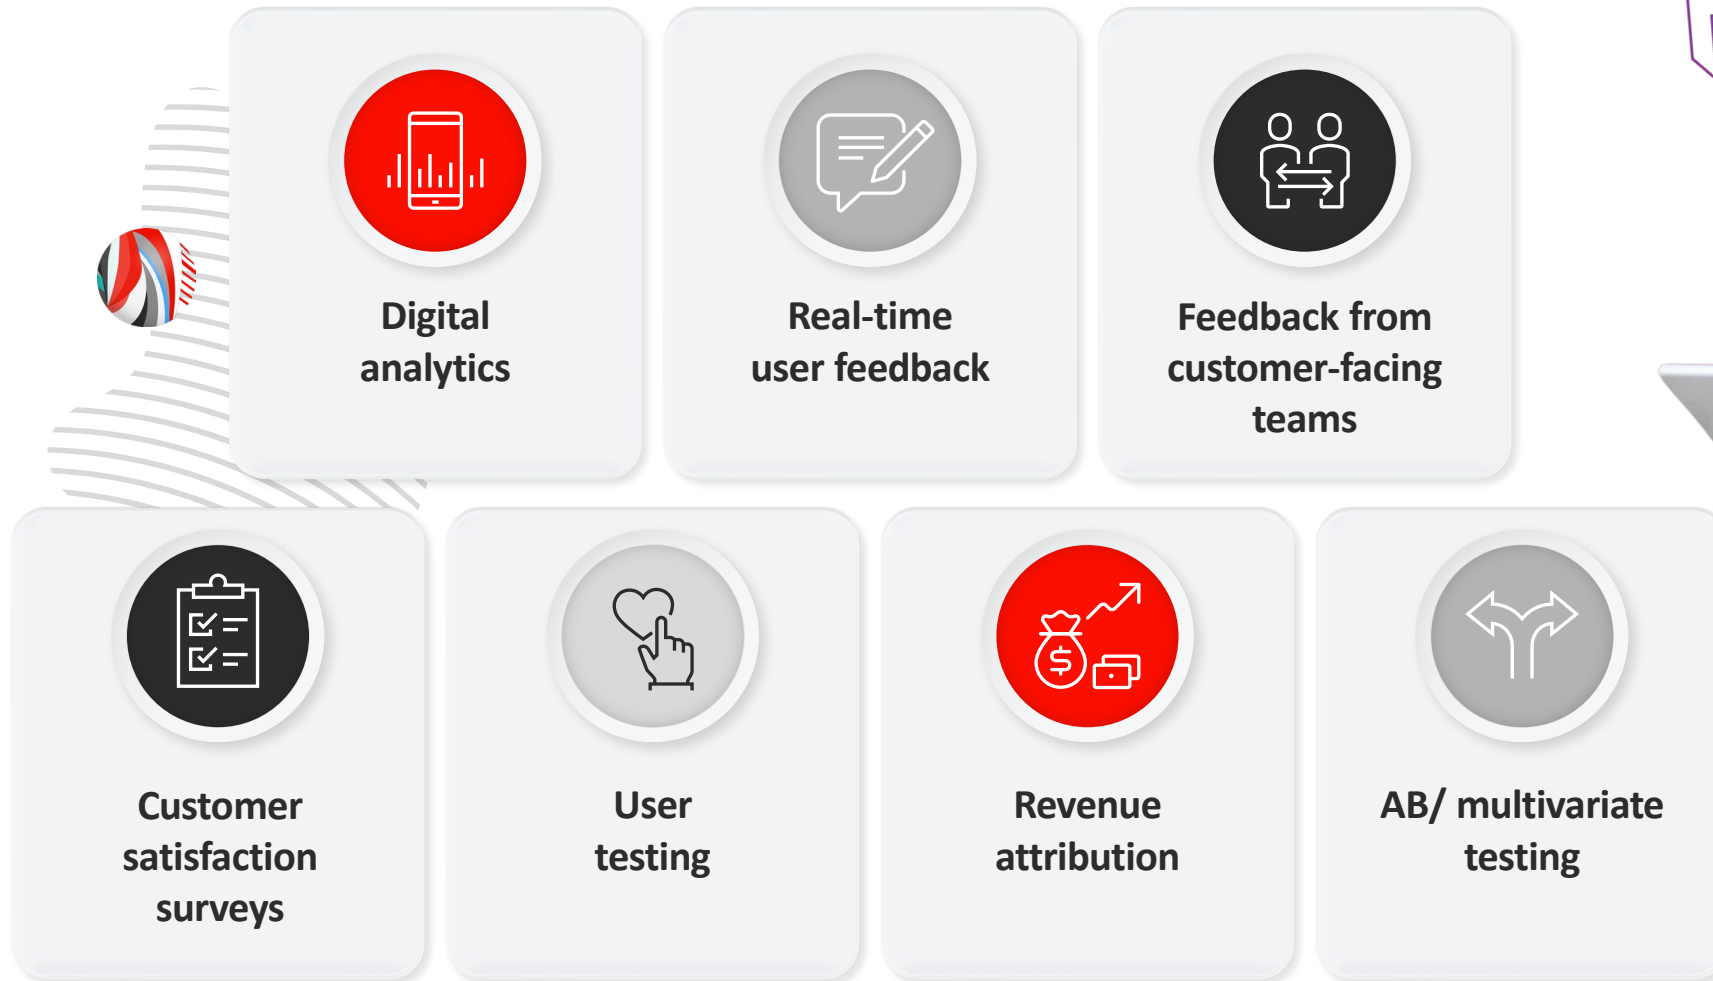 Digital
analytics
Real-time
user feedback
Feedback from
customer-facing
teams
Customer
satisfaction
surveys
User
testing
Revenue
attribution
AB/ multivariate
testing